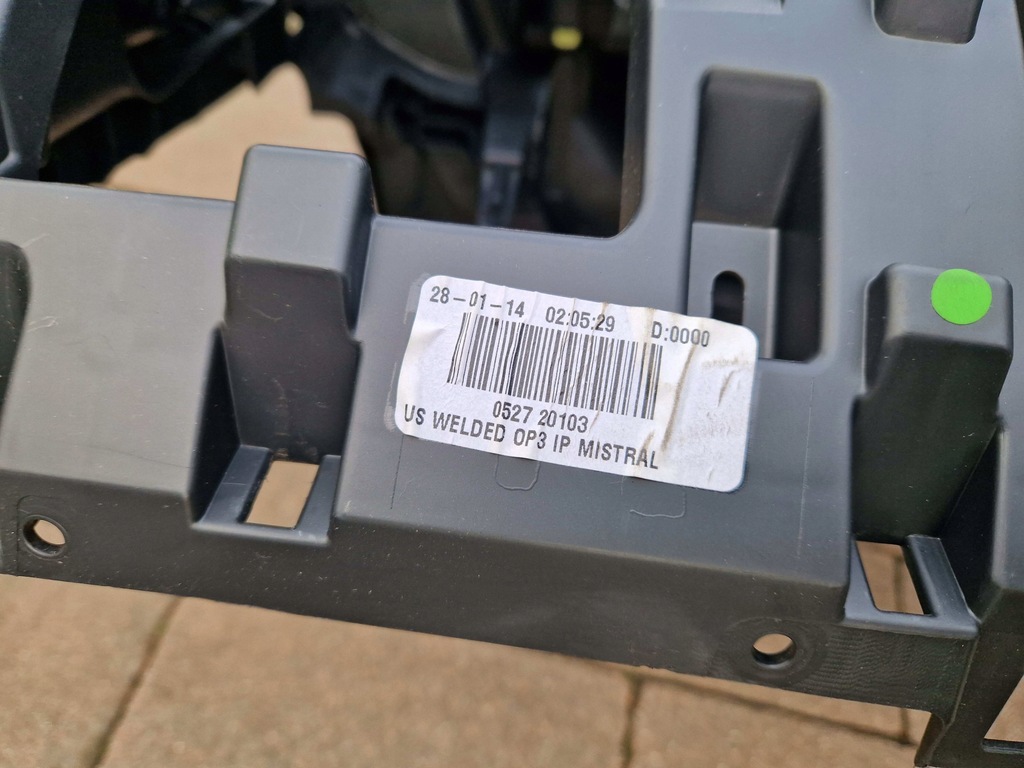 28-01-14 02:05:29 D:0000
0527 20103
US WELDED OP3 IP MISTRAL